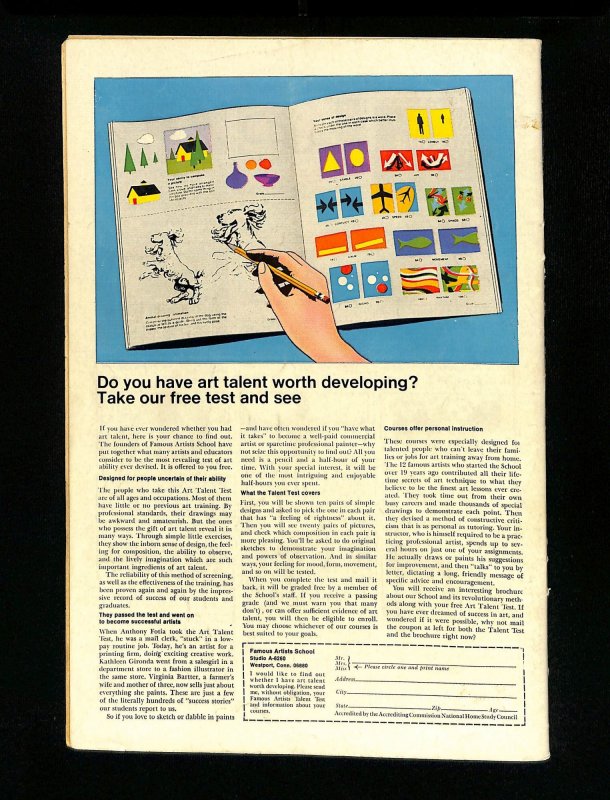 Your sense of design
Your ability to compose
a picture
Animal drawing
Do you have art talent worth developing?
Take our free test and see
If you have ever wondered whether you had
art talent, here is your chance to find out.
The founders of Famous Artists School have
put together what many artists and educators
consider to be the most revealing test of art
ability ever devised. It is offered to you free.
Designed for people uncertain of their ability
The people who take this Art Talent Test
are of all ages and occupations. Most of them
have little or no previous art training. By
professional standards, their drawings may
be awkward and amateurish. But the ones
who possess the gift of art talent reveal it in
many ways. Through simple little exercises,
they show the inborn sense of design, the feel-
ing for composition, the ability to observe,
and the lively imagination which are such
important ingredients of art talent.
The reliability of this method of screening,
as well as the effectiveness of the training, has
been proven again and again by the impres-
sive record of success of our students and
graduates.
They passed the test and went on
to become successful artists
When Anthony Fotia took the Art Talent
Test, he was a mail clerk, "stuck" in a low-
pay routine job. Today, he's an artist for a
printing firm, doing exciting creative work.
Kathleen Gironda went from a salesgirl in a
department store to a fashion illustrator in
the same store. Virginia Bartter, a farmer's
wife and mother of three, now sells just about
everything she paints. These are just a few
of the literally hundreds of "success stories"
our students report to us.
So if you love to sketch or dabble in paints
—and have often wondered if you "have what
it takes" to become a well-paid commercial
artist or sparetime professional painter—why
not seize this opportunity to find out? All you
need is a pencil and a half-hour of your
time. With your special interest, it will be
one of the most intriguing and enjoyable
half-hours you ever spent.
What the Talent Test covers
First, you will be shown ten pairs of simple
designs and asked to pick the one in each pair
that has "a feeling of rightness" about it.
Then you will see twenty pairs of pictures,
and check which composition in each pair is
more pleasing. You'll be asked to do original
sketches to demonstrate your imagination
and powers of observation. And in similar
ways, your feeling for mood, form, movement,
and so on will be tested.
When you complete the test and mail it
back, it will be graded free by a member of
the School's staff. If you receive a passing
grade (and we must warn you that many
don't), or can offer sufficient evidence of art
talent, you will then be eligible to enroll.
You may choose whichever of our courses is
best suited to your goals.
Courses offer personal instruction
These courses were especially designed for
talented people who can't leave their fami-
lies or jobs for art training away from home.
The 12 famous artists who started the School
over 19 years ago contributed all their life-
time secrets of art technique to what they
believe to be the finest art lessons ever cre-
ated. They took time out from their own
busy careers and made thousands of special
drawings to demonstrate each point. Then
they devised a method of constructive criti-
cism that is as personal as tutoring. Your in-
structor, who is himself required to be a prac-
ticing professional artist, spends up to sev-
eral hours on just one of your assignments.
He actually draws or paints his suggestions
for improvement, and then "talks" to you by
letter, dictating a long, friendly message of
specific advice and encouragement.
You will receive an interesting brochure
about our School and its revolutionary meth-
ods along with your free Art Talent Test. If
you have ever dreamed of success in art, and
wondered if it were possible, why not mail
the coupon at left for both the Talent Test
and the brochure right now?
Famous Artists School
Studio A-6260
Westport, Conn. 06880
I would like to find out
whether I have art talent
worth developing. Please send
me, without obligation, your
Famous Artists Talent Test
and information about your
courses.
Mr.
Mrs.
Miss Please circle one and print name
Address
City
State Zip Age
Accredited by the Accrediting Commission National Home Study Council